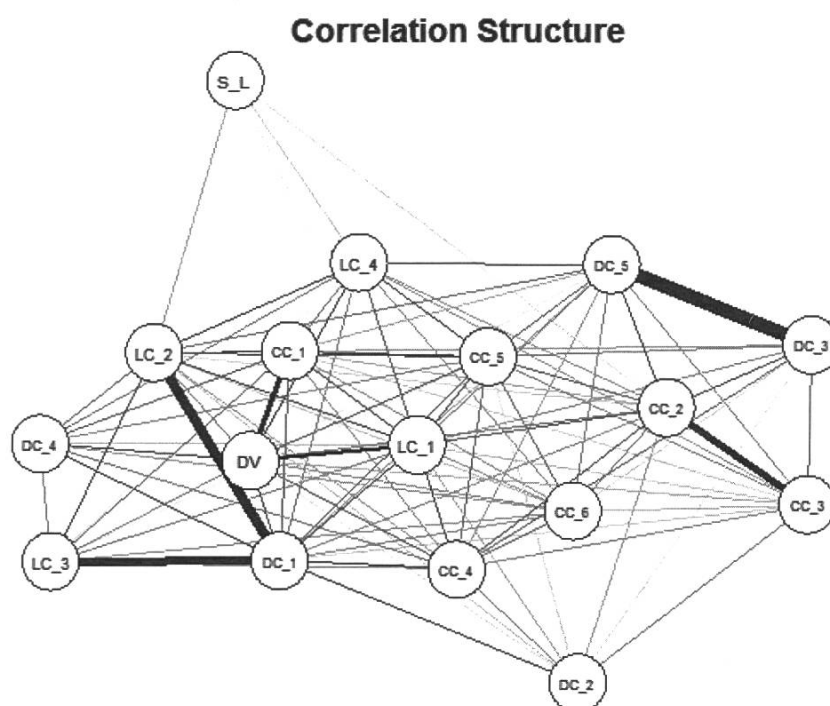 Correlation Structure
S_L
LC_4
DC_5
LC_2
CC_1
CC_5
DC_3
CC_2
DC_4
DV
LC_1
CC_3
CC_6
LC_3
DC_1
CC_4
DC_2